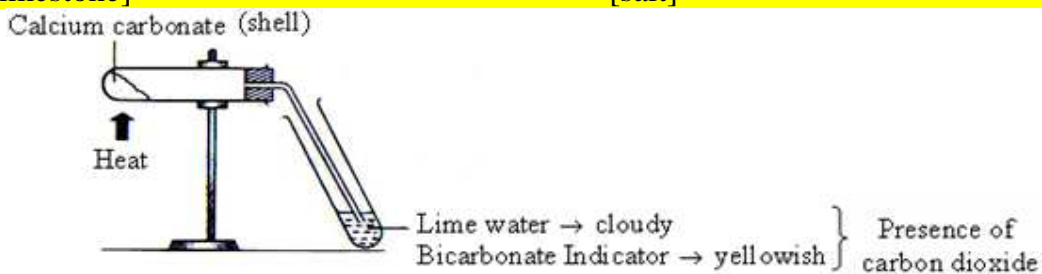 Calcium carbonate (shell)
Heat
Lime water → cloudy
Bicarbonate Indicator → yellowish
Presence of
carbon dioxide